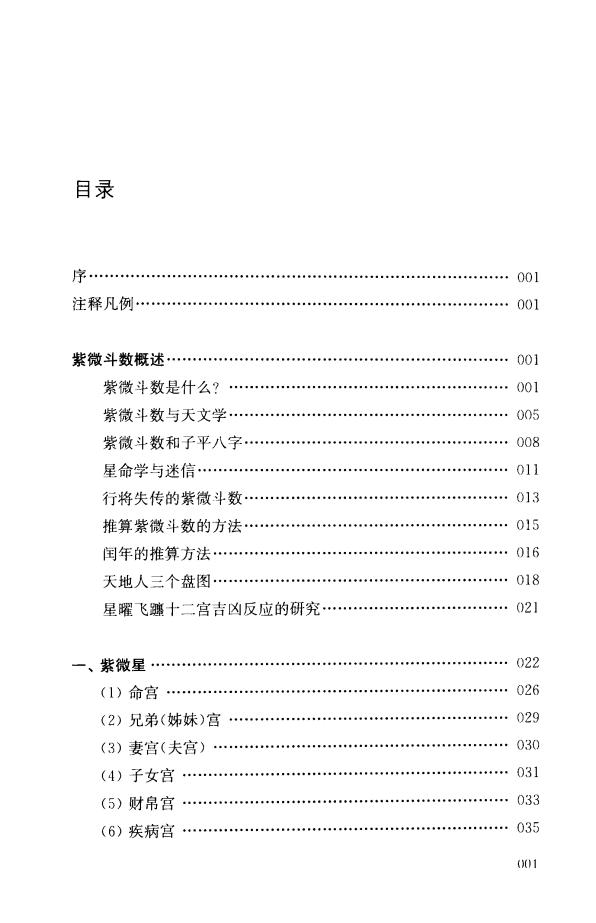 目录
序…………………………………………………………………… 001
注释凡例…………………………………………………………… 001
紫微斗数概述……………………………………………………… 001
紫微斗数是什么? ……………………………………………… 001
紫微斗数与天文学……………………………………………… 005
紫微斗数和子平八字…………………………………………… 008
星命学与迷信…………………………………………………… 011
行将失传的紫微斗数…………………………………………… 013
推算紫微斗数的方法…………………………………………… 015
闰年的推算方法………………………………………………… 016
天地人三个盘图………………………………………………… 018
星曜飞躔十二宫吉凶反应的研究……………………………… 021
一、紫微星 ………………………………………………………… 022
(1) 命宫 ………………………………………………………… 026
(2) 兄弟(姊妹)宫 ……………………………………………… 029
(3) 妻宫(夫宫) ………………………………………………… 030
(4) 子女宫 ……………………………………………………… 031
(5) 财帛宫 ……………………………………………………… 033
(6) 疾病宫 ……………………………………………………… 035
001